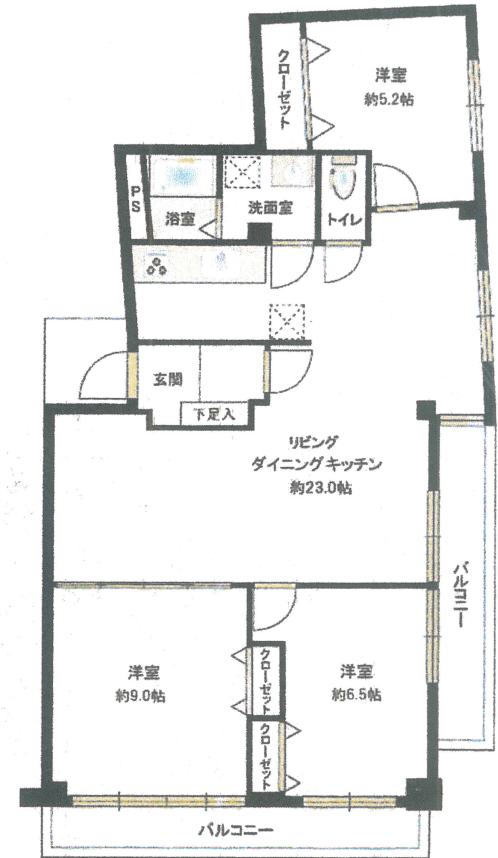 クローゼット
洋室
約5.2帖
PS
浴室
洗面室
トイレ
玄関
下足入
リビング
ダイニングキッチン
約23.0帖
バルコニー
洋室
約9.0帖
クローゼット
洋室
約6.5帖
クローゼット
バルコニー